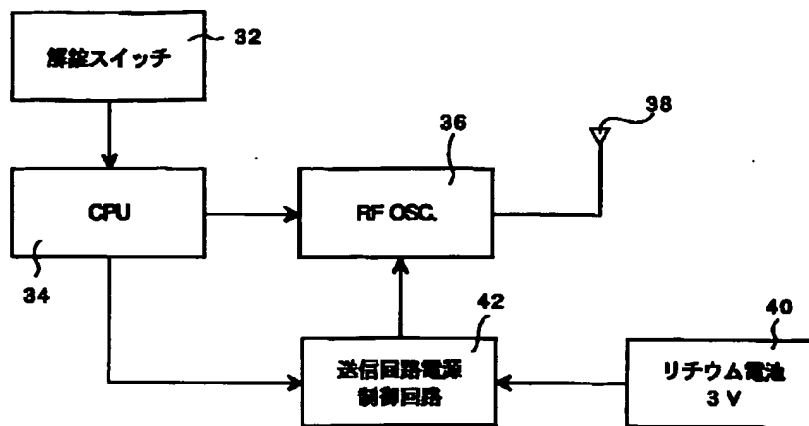 解錠スイッチ
32
38
36
CPU
RF OSC.
34
42
40
送信回路電源
制御回路
リチウム電池
3 V